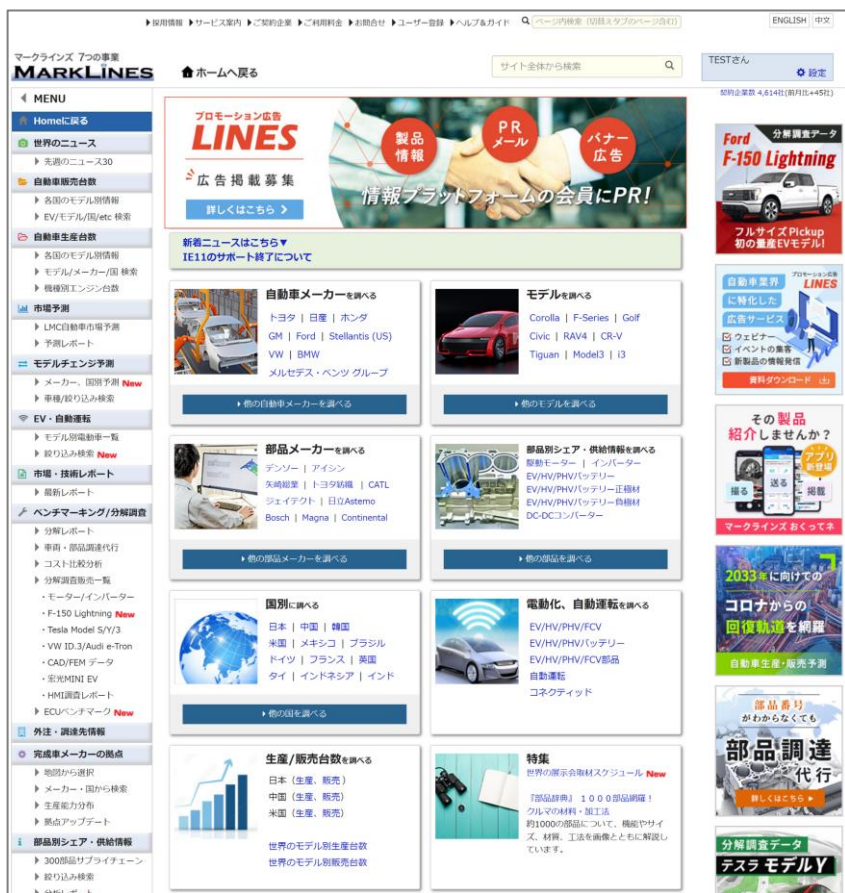 ▶採用情報 ▶サービス案内 ▶ご契約企業 ▶ご利用料金 ▶お問合せ ▶ユーザー登録 ▶ヘルプ&ガイド
ページ内検索 (切替えタブのページ含む)
ENGLISH 中文
マークラインズ 7つの事業
MARKLINES
ホームへ戻る
サイト全体から検索
TESTさん
設定
契約企業数 4,614社(前月比+45社)
MENU
Homeに戻る
世界のニュース
先週のニュース30
自動車販売台数
各国のモデル別情報
EV/モデル/国/etc 検索
自動車生産台数
各国のモデル別情報
モデル/メーカー/国 検索
機種別エンジン台数
市場予測
LMC自動車市場予測
予測レポート
モデルチェンジ予測
メーカー、国別予測 New
車種/絞り込み検索
EV・自動運転
モデル別電動車一覧
絞り込み検索 New
市場・技術レポート
最新レポート
ベンチマーキング/分解調査
分解レポート
車両・部品調達代行
コスト比較分析
分解調査販売一覧
・モーター/インバーター
・F-150 Lightning New
・Tesla Model S/Y/3
・VW ID.3/Audi e-Tron
・CAD/FEM データ
・宏光MINI EV
・HMI調査レポート
ECUベンチマーク New
外注・調達先情報
完成車メーカーの拠点
地図から選択
メーカー・国から検索
生産能力分布
拠点アップデート
部品別シェア・供給情報
300部品サプライチェーン
絞り込み検索
分析レポート
プロモーション広告
LINES
広告掲載募集
詳しくはこちら
製品
情報
PR
メール
バナー
広告
情報プラットフォームの会員にPR!
新着ニュースはこちら▼
IE11のサポート終了について
自動車メーカーを調べる
トヨタ | 日産 | ホンダ
GM | Ford | Stellantis (US)
VW | BMW
メルセデス・ベンツ グループ
他の自動車メーカーを調べる
モデルを調べる
Corolla | F-Series | Golf
Civic | RAV4 | CR-V
Tiguan | Model3 | i3
他のモデルを調べる
部品メーカーを調べる
デンソー | アイシン
矢崎総業 | トヨタ紡織 | CATL
ジェイテクト | 日立Astemo
Bosch | Magna | Continental
他の部品メーカーを調べる
部品別シェア・供給情報を調べる
駆動モーター | インバーター
EV/HV/PHVバッテリー
EV/HV/PHVバッテリー正極材
EV/HV/PHVバッテリー負極材
DC-DCコンバーター
他の部品を調べる
国別に調べる
日本 | 中国 | 韓国
米国 | メキシコ | ブラジル
ドイツ | フランス | 英国
タイ | インドネシア | インド
他の国を調べる
電動化、自動運転を調べる
EV/HV/PHV/FCV
EV/HV/PHVバッテリー
EV/HV/PHV/FCV部品
自動運転
コネクティッド
生産/販売台数を調べる
日本(生産、販売)
中国(生産、販売)
米国(生産、販売)
世界のモデル別生産台数
世界のモデル別販売台数
特集
世界の展示会取材スケジュール New
『部品辞典』 1000部品網羅!
クルマの材料・加工法
約1000の部品について、機能やサイ
ズ、材質、工法を画像とともに解説し
ています。
Ford 分解調査データ
F-150 Lightning
フルサイズPickup
初の量産EVモデル!
自動車業界
に特化した
広告サービス
プロモーション広告
LINES
ウェビナー
イベントの集客
新製品の情報発信
資料ダウンロード
その製品
紹介しませんか?
アプリ
新登場
撮る
送る
掲載
マークラインズ おくってネ
2033年に向けての
コロナからの
回復軌道を網羅
自動車生産・販売予測
部品番号
がわからなくても
部品調達
代行
詳しくはこちら
分解調査データ
テスラ モデルY